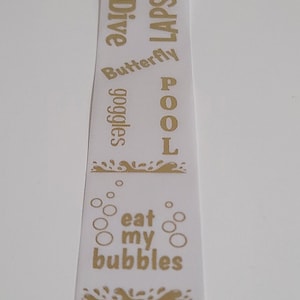 Dive
LAPS
Butterfly
goggles
POOL
eat
my
bubbles